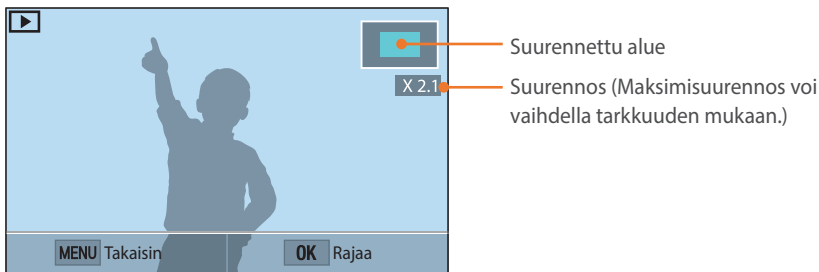 Suurennettu alue
X 2.1
Suurennos (Maksimisuurennos voi
vaihdella tarkkuuden mukaan.)
MENU Takaisin
OK Rajaa